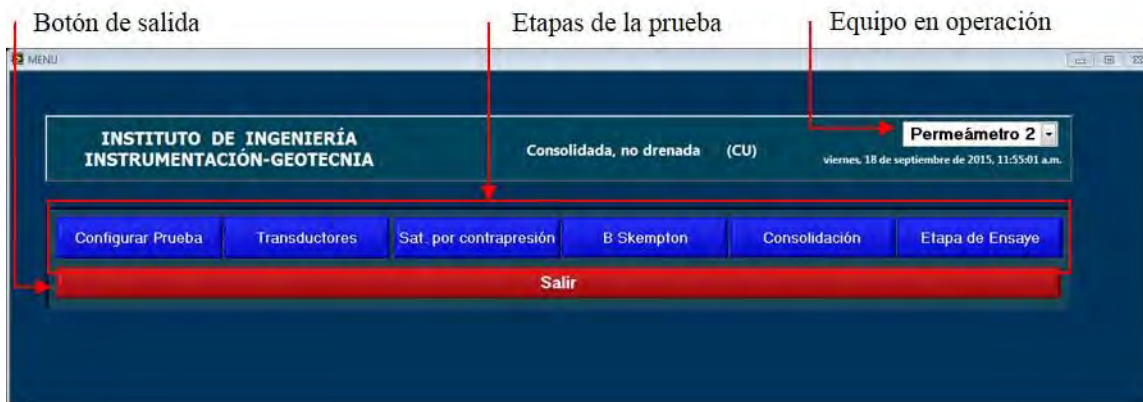 Botón de salida
Etapas de la prueba
Equipo en operación
MENU
INSTITUTO DE INGENIERÍA
INSTRUMENTACIÓN-GEOTECNIA
Consolidada, no drenada (CU)
Permeámetro 2
viernes, 18 de septiembre de 2015, 11:55:01 a.m.
Configurar Prueba
Transductores
Sat. por contrapresión
B Skempton
Consolidación
Etapa de Ensaye
Salir